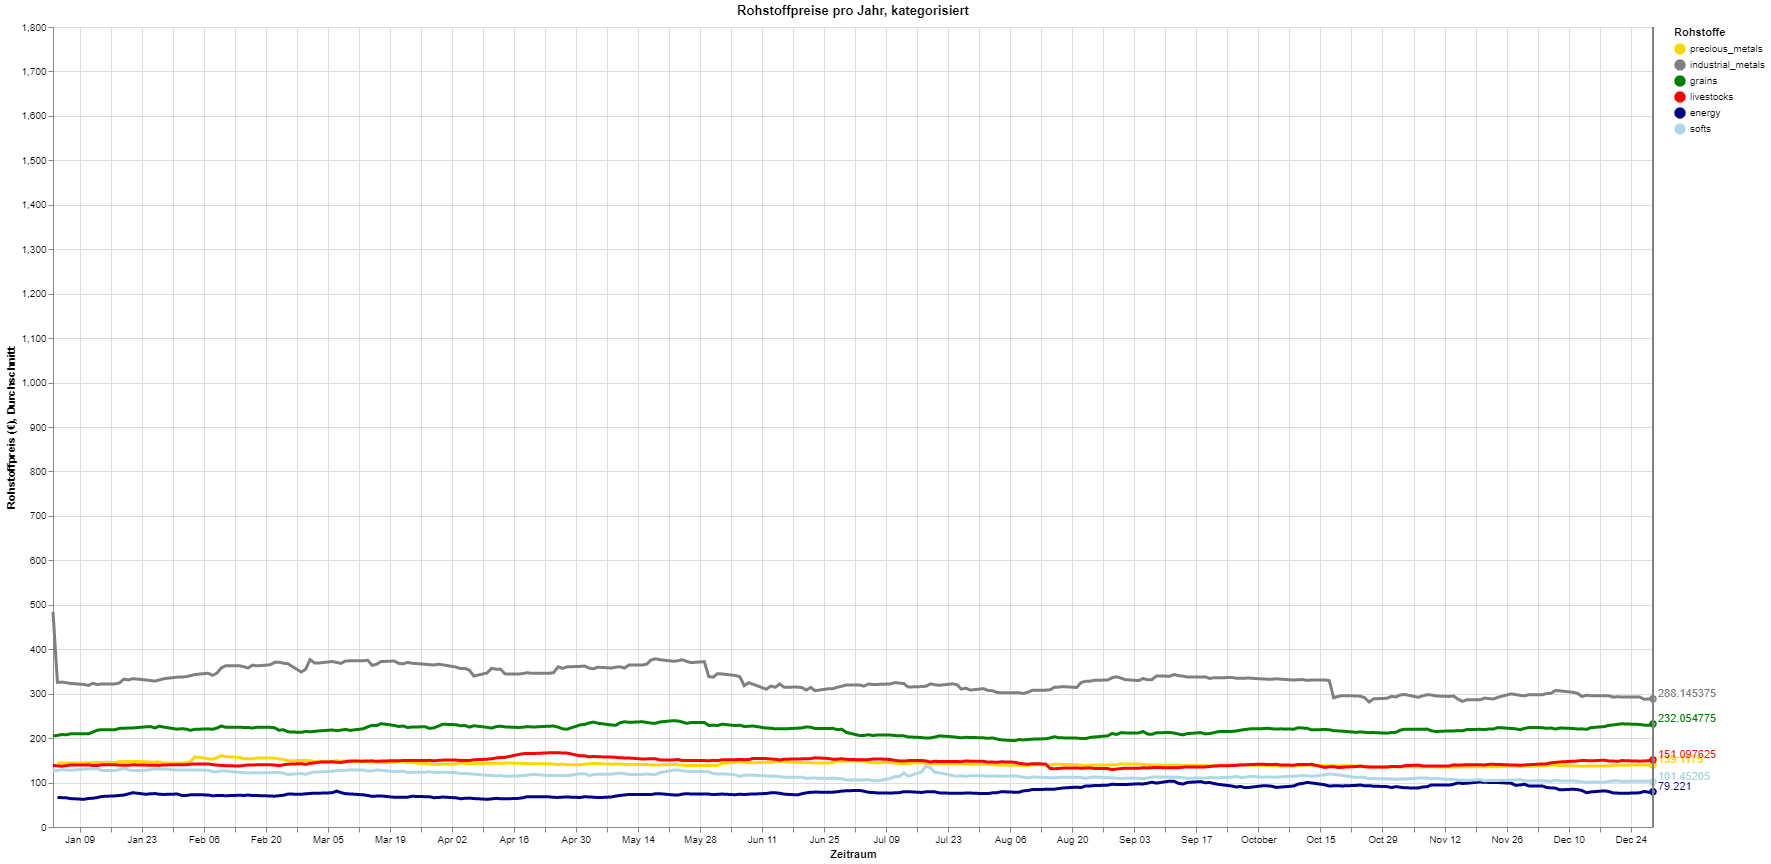 Rohstoffpreise pro Jahr, kategorisiert
Rohstoffpreis (€), Durchschnitt
1,800
1,700
1,600
1,500
1,400
1,300
1,200
1,100
1,000
900
800
700
600
500
400
300
200
100
0
Jan 09 Jan 23 Feb 06 Feb 20 Mar 05 Mar 19 Apr 02 Apr 16 Apr 30 May 14 May 28 Jun 11 Jun 25 Jul 09 Jul 23 Aug 06 Aug 20 Sep 03 Sep 17 October Oct 15 Oct 29 Nov 12 Nov 26 Dec 10 Dec 24
Zeitraum
Rohstoffe
precious_metals
industrial_metals
grains
livestocks
energy
softs
288.145375
232.054775
151.097625
101.45205
79.221